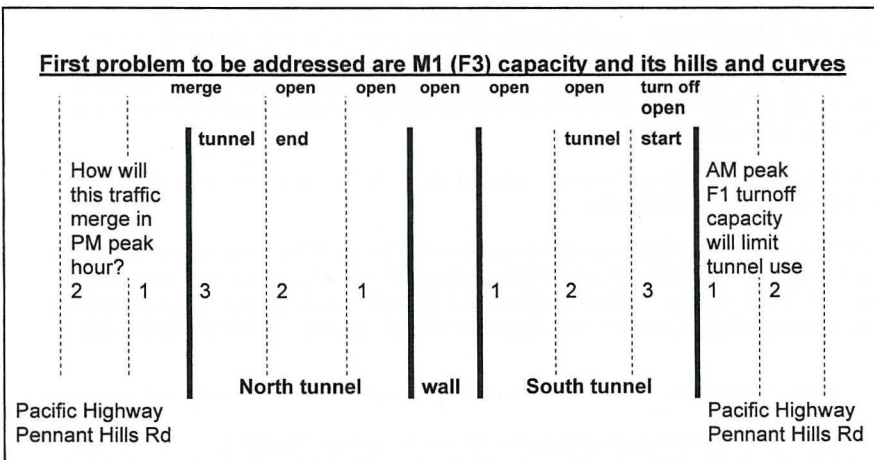 First problem to be addressed are M1 (F3) capacity and its hills and curves
merge open open open open open turn off
open
tunnel end tunnel start
How will
this traffic
merge in
PM peak
hour?
AM peak
F1 turnoff
capacity
will limit
tunnel use
2 1 3 2 1 1 2 3 1 2
North tunnel wall South tunnel
Pacific Highway
Pennant Hills Rd
Pacific Highway
Pennant Hills Rd